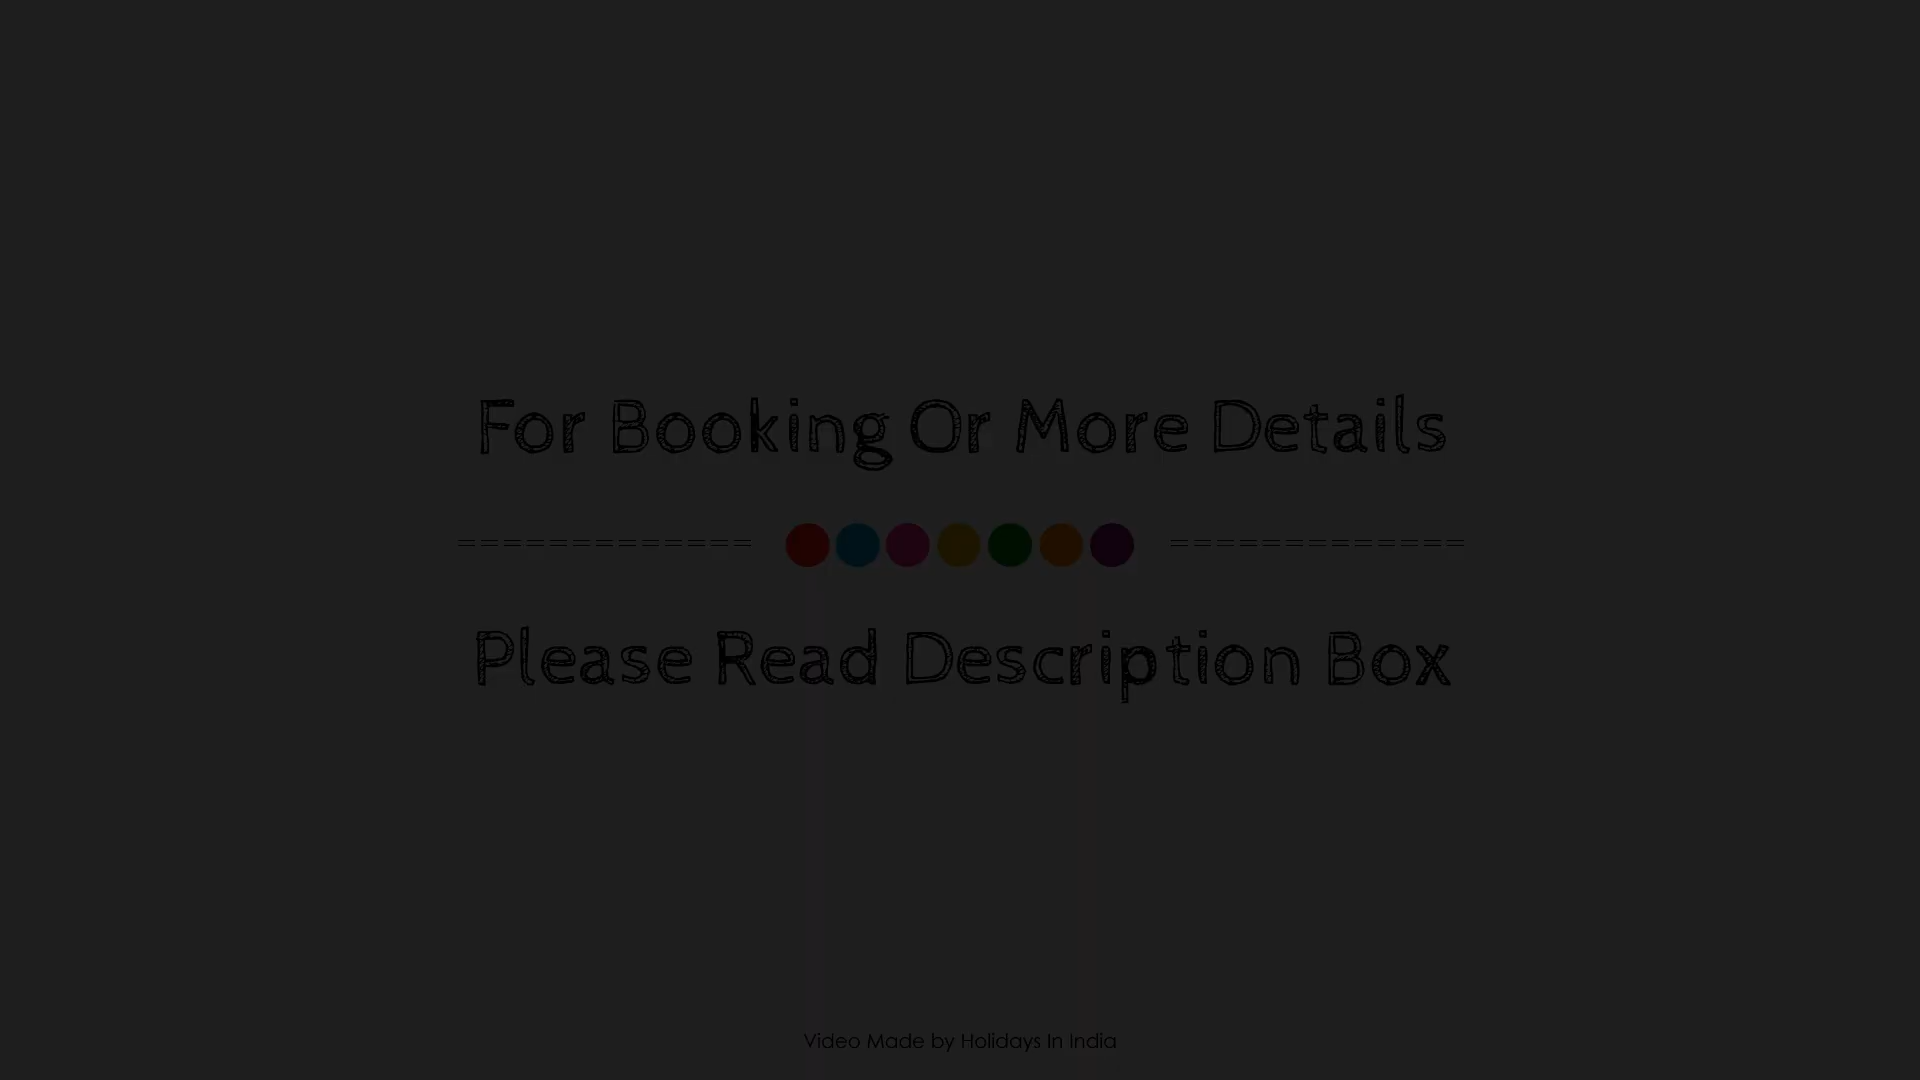 For Booking Or More Details
============= =============
Please Read Description Box
Video Made by Holidays In India